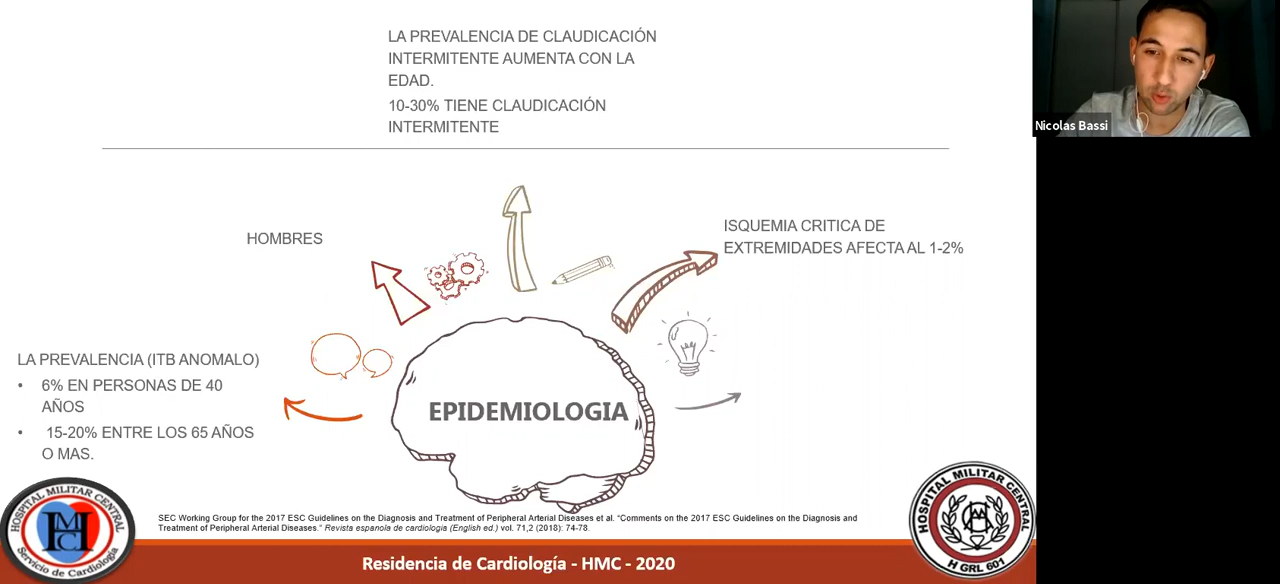 LA PREVALENCIA DE CLAUDICACIÓN
INTERMITENTE AUMENTA CON LA
EDAD.
10-30% TIENE CLAUDICACIÓN
INTERMITENTE
Nicolas Bassi
HOMBRES
ISQUEMIA CRITICA DE
EXTREMIDADES AFECTA AL 1-2%
LA PREVALENCIA (ITB ANOMALO)
• 6% EN PERSONAS DE 40
AÑOS
• 15-20% ENTRE LOS 65 AÑOS
O MAS.
EPIDEMIOLOGIA
HOSPITAL MILITAR CENTRAL
HMC
Servicio de Cardiología
SEC Working Group for the 2017 ESC Guidelines on the Diagnosis and Treatment of Peripheral Arterial Diseases et al. “Comments on the 2017 ESC Guidelines on the Diagnosis and
Treatment of Peripheral Arterial Diseases.” Revista espanola de cardiologia (English ed.) vol. 71,2 (2018): 74-78.
HOSPITAL MILITAR CENTRAL
H GRL 601
Residencia de Cardiología - HMC - 2020